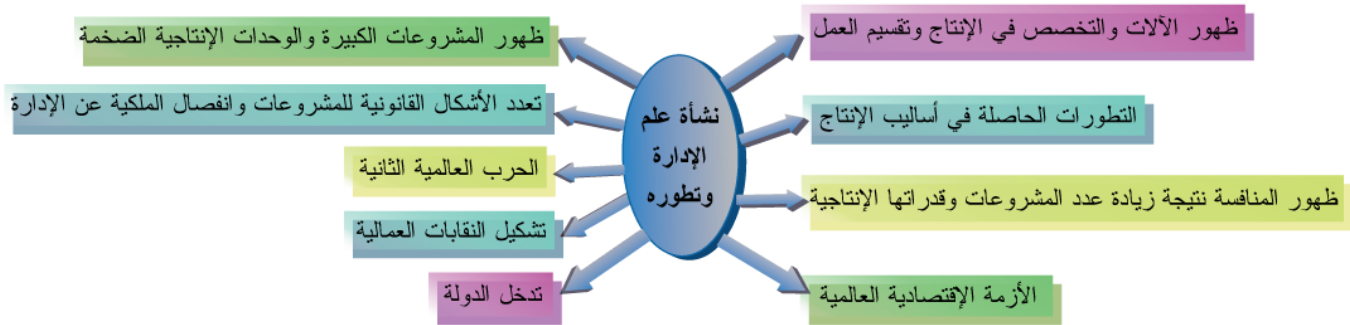 ظهور الآلات والتخصص في الإنتاج وتقسيم العمل
التطورات الحاصلة في أساليب الإنتاج
ظهور المنافسة نتيجة زيادة عدد المشروعات وقدراتها الإنتاجية
الأزمة الإقتصادية العالمية
نشأة علم
الإدارة
وتطوره
ظهور المشروعات الكبيرة والوحدات الإنتاجية الضخمة
تعدد الأشكال القانونية للمشروعات وانفصال الملكية عن الإدارة
الحرب العالمية الثانية
تشكيل النقابات العمالية
تدخل الدولة